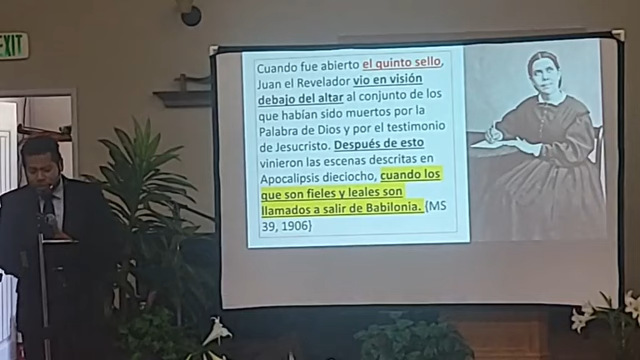 EXIT
Cuando fue abierto el quinto sello,
Juan el Revelador vio en visión
debajo del altar al conjunto de los
que habían sido muertos por la
Palabra de Dios y por el testimonio
de Jesucristo. Después de esto
vinieron las escenas descritas en
Apocalipsis dieciocho, cuando los
que son fieles y leales son
llamados a salir de Babilonia. {MS
39, 1906}